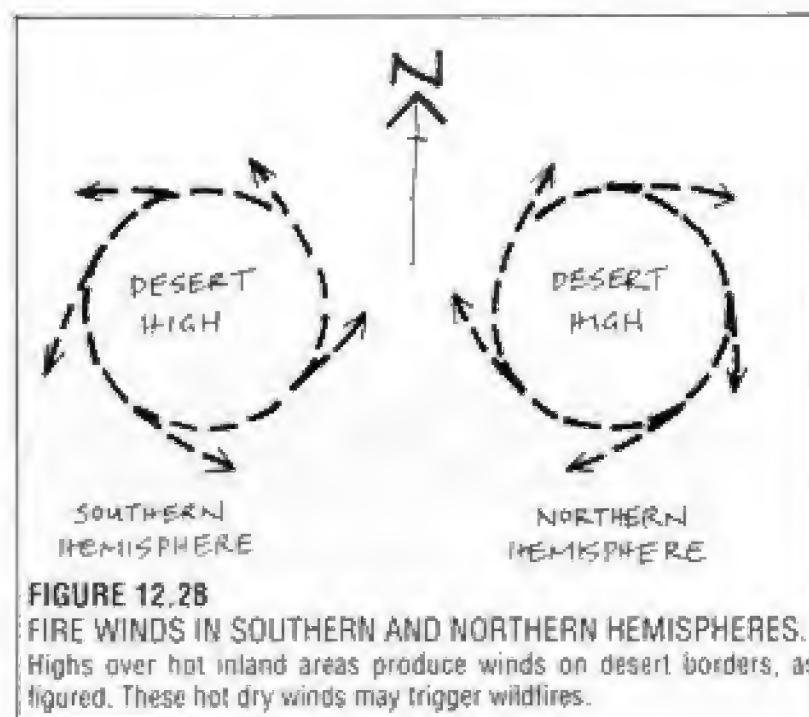 N
DESERT
HIGH
DESERT
HIGH
SOUTHERN
HEMISPHERE
NORTHERN
HEMISPHERE
FIGURE 12.28
FIRE WINDS IN SOUTHERN AND NORTHERN HEMISPHERES.
Highs over hot inland areas produce winds on desert borders, as
figured. These hot dry winds may trigger wildfires.